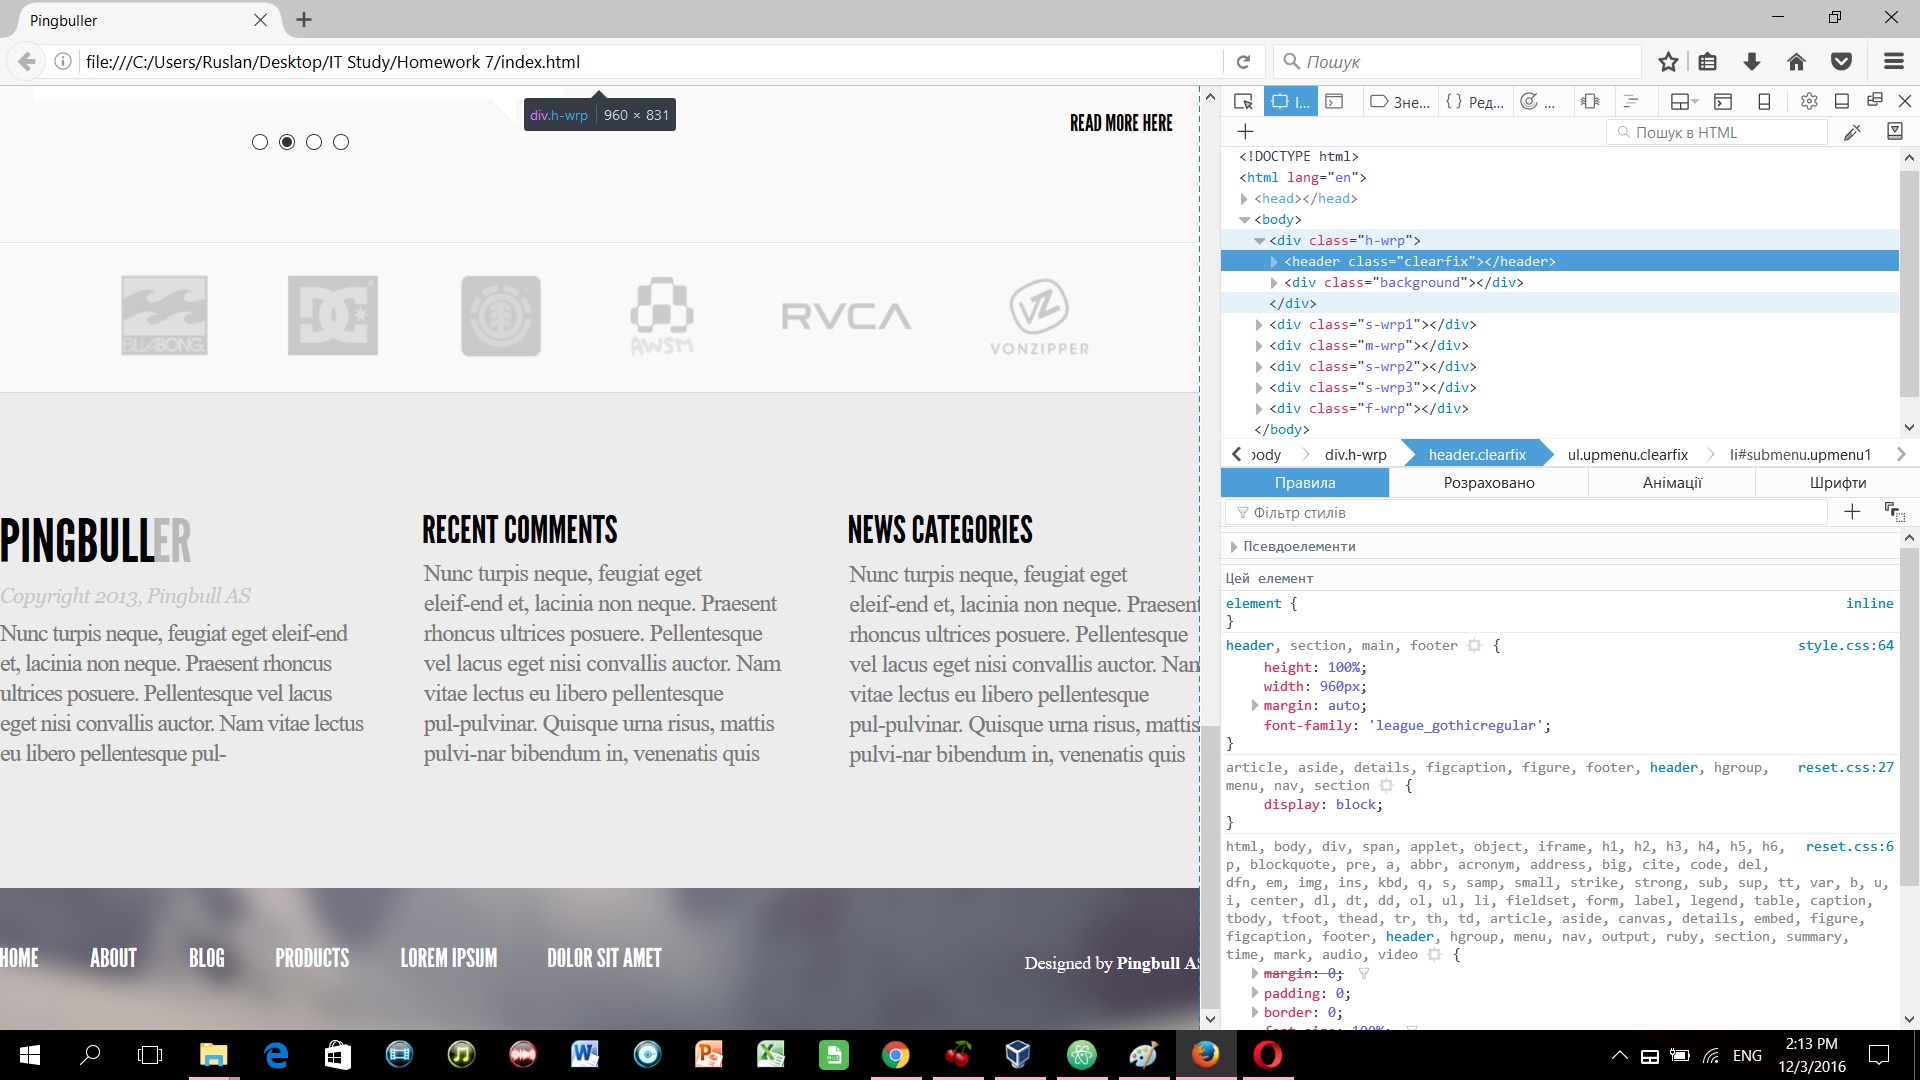 Pingbuller
file:///C:/Users/Ruslan/Desktop/IT Study/Homework 7/index.html
Пошук
div.h-wrp 960 × 831
READ MORE HERE
BILLABONG
DC
AWSM
RVCA
VZ
VONZIPPER
PINGBULLER
Copyright 2013, Pingbull AS
Nunc turpis neque, feugiat eget eleif-end
et, lacinia non neque. Praesent rhoncus
ultrices posuere. Pellentesque vel lacus
eget nisi convallis auctor. Nam vitae lectus
eu libero pellentesque pul-
RECENT COMMENTS
Nunc turpis neque, feugiat eget
eleif-end et, lacinia non neque. Praesent
rhoncus ultrices posuere. Pellentesque
vel lacus eget nisi convallis auctor. Nam
vitae lectus eu libero pellentesque
pul-pulvinar. Quisque urna risus, mattis
pulvi-nar bibendum in, venenatis quis
NEWS CATEGORIES
Nunc turpis neque, feugiat eget
eleif-end et, lacinia non neque. Praesent
rhoncus ultrices posuere. Pellentesque
vel lacus eget nisi convallis auctor. Nam
vitae lectus eu libero pellentesque
pul-pulvinar. Quisque urna risus, mattis
pulvi-nar bibendum in, venenatis quis
HOME ABOUT BLOG PRODUCTS LOREM IPSUM DOLOR SIT AMET
Designed by Pingbull AS
І... Зне... Ред... ...
Пошук в HTML
<!DOCTYPE html>
<html lang="en">
<head></head>
<body>
<div class="h-wrp">
<header class="clearfix"></header>
<div class="background"></div>
</div>
<div class="s-wrp1"></div>
<div class="m-wrp"></div>
<div class="s-wrp2"></div>
<div class="s-wrp3"></div>
<div class="f-wrp"></div>
</body>
body div.h-wrp header.clearfix ul.upmenu.clearfix li#submenu.upmenu1
Правила Розраховано Анімації Шрифти
Фільтр стилів
Псевдоелементи
Цей елемент
element { inline
}
header, section, main, footer { style.css:64
height: 100%;
width: 960px;
margin: auto;
font-family: 'league_gothicregular';
}
article, aside, details, figcaption, figure, footer, header, hgroup, reset.css:27
menu, nav, section {
display: block;
}
html, body, div, span, applet, object, iframe, h1, h2, h3, h4, h5, h6, reset.css:6
p, blockquote, pre, a, abbr, acronym, address, big, cite, code, del,
dfn, em, img, ins, kbd, q, s, samp, small, strike, strong, sub, sup, tt, var, b, u,
i, center, dl, dt, dd, ol, ul, li, fieldset, form, label, legend, table, caption,
tbody, tfoot, thead, tr, th, td, article, aside, canvas, details, embed, figure,
figcaption, footer, header, hgroup, menu, nav, output, ruby, section, summary,
time, mark, audio, video {
margin: 0;
padding: 0;
border: 0;
font-size: 100%;
ENG
2:13 PM
12/3/2016